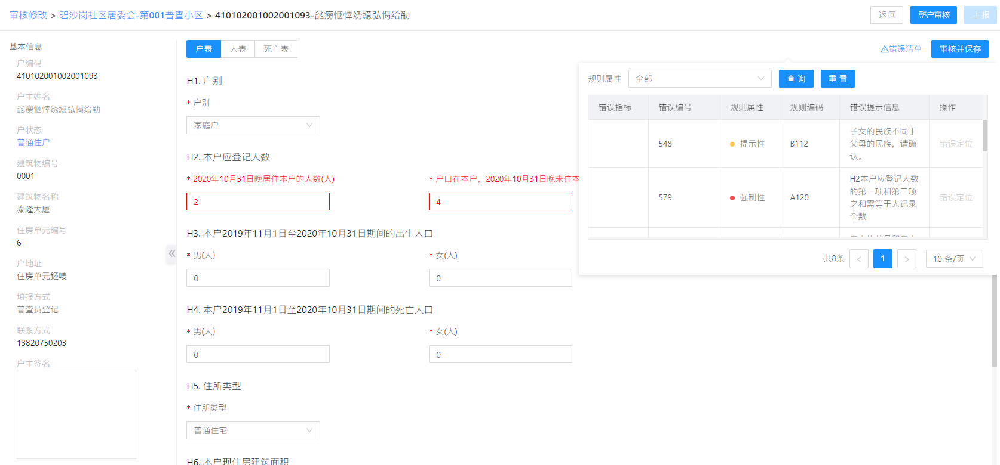 审核修改 > 碧沙岗社区居委会-第001普查小区 > 410102001002001093-峾癆惬悻绣繶弘愒给勈
返 回
整户审核
上 报
基本信息
户编码
410102001002001093
户主姓名
户状态
普通住户
建筑物编号
0001
建筑物名称
泰隆大厦
住房单元编号
6
户地址
住房单元鉟唛
填报方式
普查员登记
联系方式
13820750203
户主签名
户表
人表
死亡表
错误清单
审核并保存
H1. 户别
* 户别
家庭户
H2. 本户应登记人数
* 2020年10月31日晚居住本户的人数(人)
* 户口在本户，2020年10月31日晚未住本
2
4
H3. 本户2019年11月1日至2020年10月31日期间的出生人口
* 男(人)
* 女(人)
0
0
H4. 本户2019年11月1日至2020年10月31日期间的死亡人口
* 男(人)
* 女(人)
0
0
H5. 住所类型
* 住所类型
普通住宅
H6. 本户现住房建筑面积
规则属性
全部
查 询
重 置
错误指标
错误编号
规则属性
规则编码
错误提示信息
操作
548
提示性
B112
子女的民族不同于
父母的民族，请确
认。
错误定位
579
强制性
A120
H2本户应登记人数
的第一项和第二项
之和需等于人记录
个数
错误定位
共8条
<
1
>
10 条/页